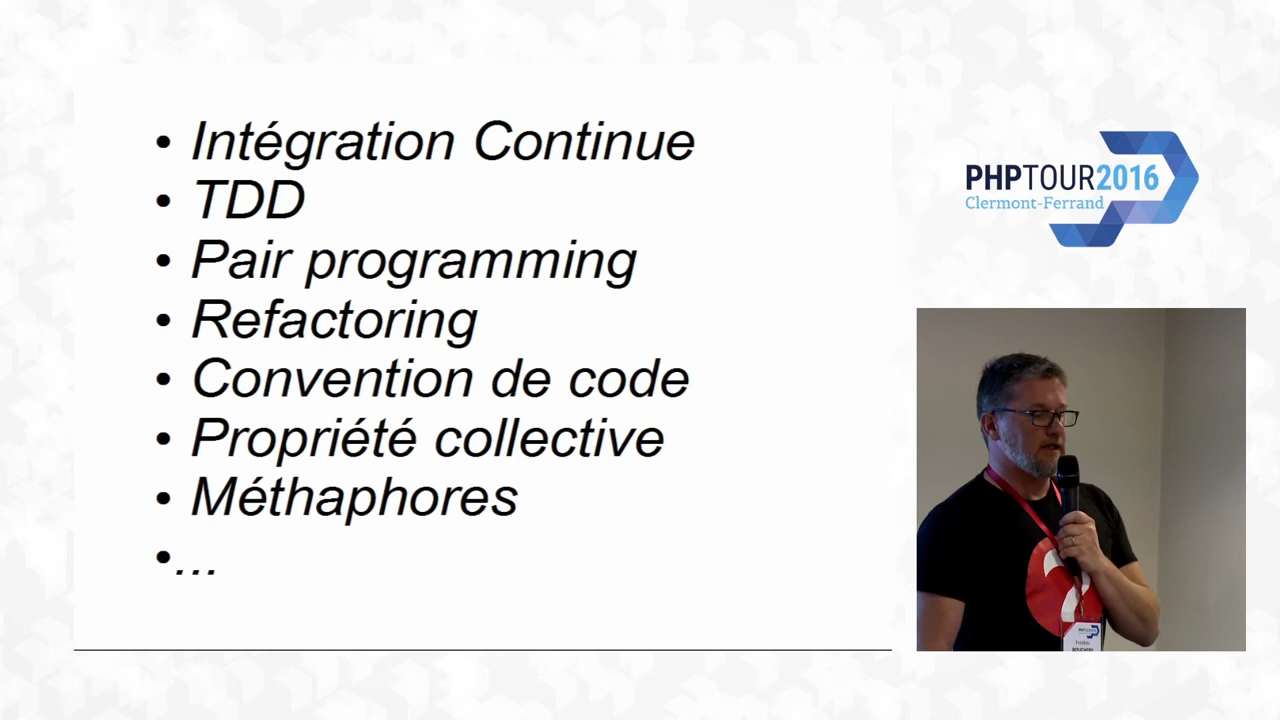 • Intégration Continue
• TDD
• Pair programming
• Refactoring
• Convention de code
• Propriété collective
• Méthaphores
•...
PHPTOUR2016
Clermont-Ferrand